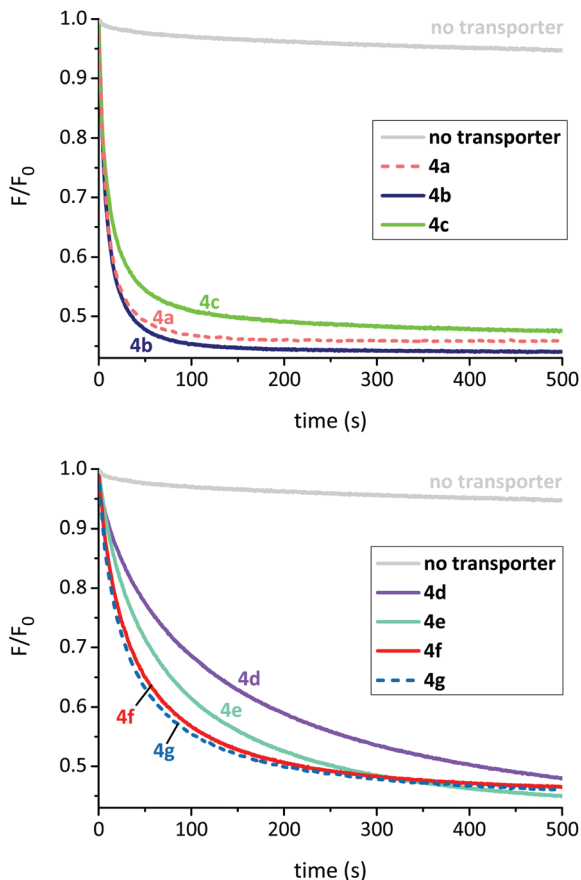 no transporter
1.0
0.9
0.8
0.7
0.6
0.5
F/F0
no transporter
4a
4b
4c
4c
4a
4b
0
100
200
300
400
500
time (s)
no transporter
1.0
0.9
0.8
0.7
0.6
0.5
F/F0
no transporter
4d
4e
4f
4g
4d
4e
4f
4g
0
100
200
300
400
500
time (s)